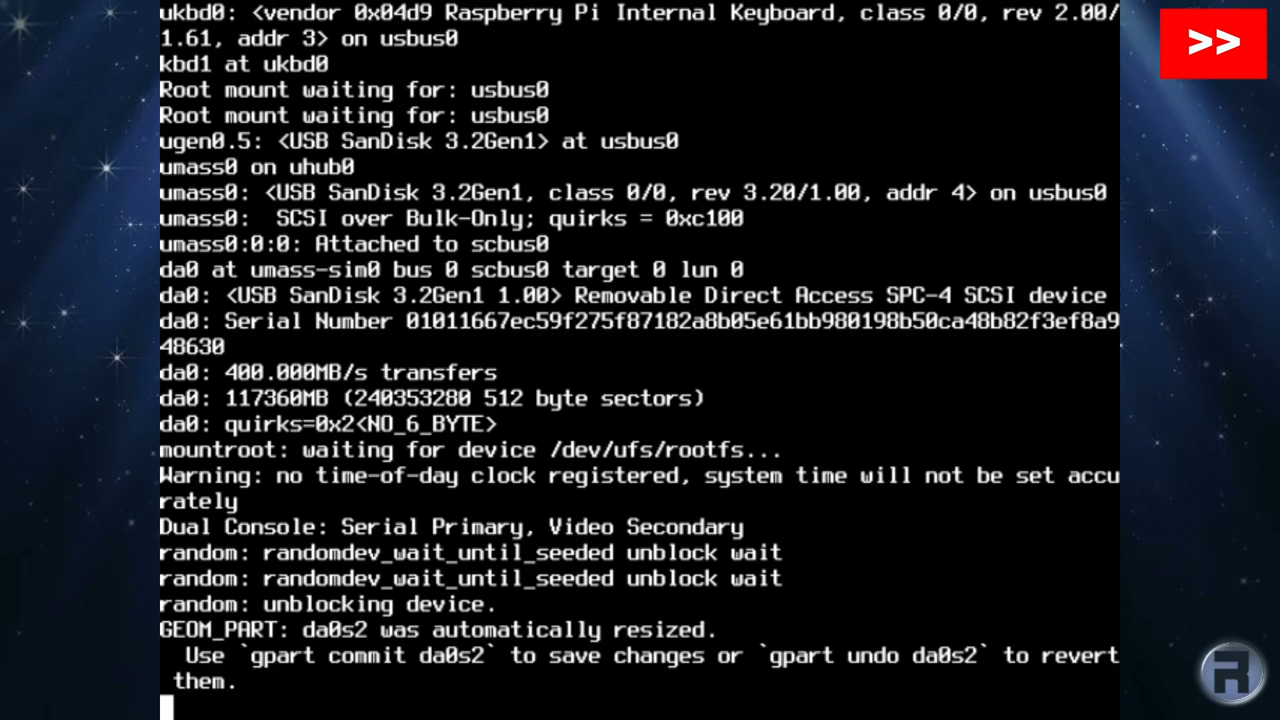 ukbd0: <vendor 0x04d9 Raspberry Pi Internal Keyboard, class 0/0, rev 2.00/
1.61, addr 3> on usbus0
kbd1 at ukbd0
Root mount waiting for: usbus0
Root mount waiting for: usbus0
ugen0.5: <USB SanDisk 3.2Gen1> at usbus0
umass0 on uhub0
umass0: <USB SanDisk 3.2Gen1, class 0/0, rev 3.20/1.00, addr 4> on usbus0
umass0:  SCSI over Bulk-Only; quirks = 0xc100
umass0:0:0: Attached to scbus0
da0 at umass-sim0 bus 0 scbus0 target 0 lun 0
da0: <USB SanDisk 3.2Gen1 1.00> Removable Direct Access SPC-4 SCSI device
da0: Serial Number 01011667ec59f275f87182a8b05e61bb980198b50ca48b82f3ef8a9
48630
da0: 400.000MB/s transfers
da0: 117360MB (240353280 512 byte sectors)
da0: quirks=0x2<NO_6_BYTE>
mountroot: waiting for device /dev/ufs/rootfs...
Warning: no time-of-day clock registered, system time will not be set accu
rately
Dual Console: Serial Primary, Video Secondary
random: randomdev_wait_until_seeded unblock wait
random: randomdev_wait_until_seeded unblock wait
random: unblocking device.
GEOM_PART: da0s2 was automatically resized.
  Use `gpart commit da0s2` to save changes or `gpart undo da0s2` to revert
 them.
>>
R